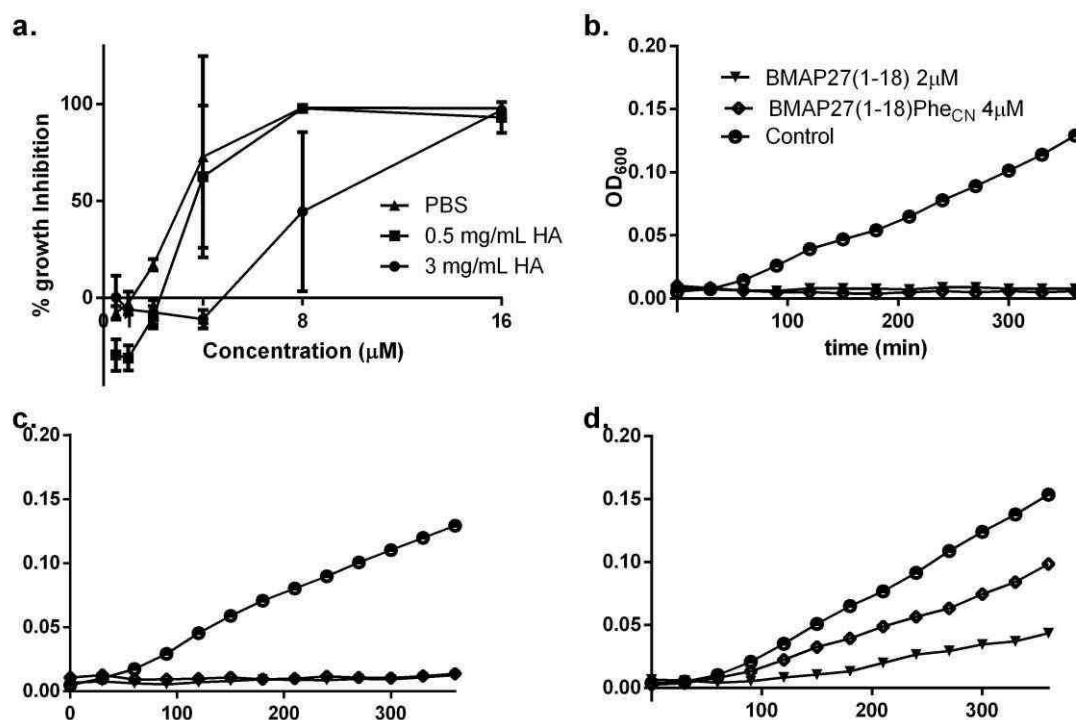 a.
% growth Inhibition
100
50
0
0
8
16
Concentration (µM)
PBS
0.5 mg/mL HA
3 mg/mL HA
b.
OD600
0.20
0.15
0.10
0.05
0.00
100
200
300
time (min)
BMAP27(1-18) 2µM
BMAP27(1-18)PheCN 4µM
Control
c.
0.20
0.15
0.10
0.05
0.00
0
100
200
300
d.
0.20
0.15
0.10
0.05
0.00
0
100
200
300